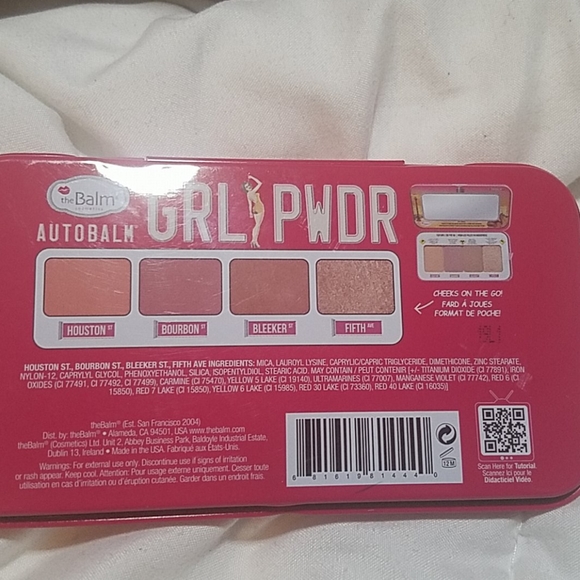 theBalm®
COSMETICS
AUTOBALM®
GRL PWDR
HOUSTON ST
BOURBON ST
BLEEKER ST
FIFTH AVE
CHEEKS ON THE GO!
FARD À JOUES
FORMAT DE POCHE!
19L1
HOUSTON ST., BOURBON ST., BLEEKER ST., FIFTH AVE INGREDIENTS: MICA, LAUROYL LYSINE, CAPRYLIC/CAPRIC TRIGLYCERIDE, DIMETHICONE, ZINC STEARATE,
NYLON-12, CAPRYLYL GLYCOL, PHENOXYETHANOL, SILICA, ISOPENTYLDIOL, STEARIC ACID. MAY CONTAIN / PEUT CONTENIR [+/- TITANIUM DIOXIDE (CI 77891), IRON
OXIDES (CI 77491, CI 77492, CI 77499), CARMINE (CI 75470), YELLOW 5 LAKE (CI 19140), ULTRAMARINES (CI 77007), MANGANESE VIOLET (CI 77742), RED 6 (CI
15850), RED 7 LAKE (CI 15850), YELLOW 6 LAKE (CI 15985), RED 30 LAKE (CI 73360), RED 40 LAKE (CI 16035)]
theBalm® (Est. San Francisco 2004)
Dist. by: theBalm® • Alameda, CA 94501, USA www.thebalm.com
theBalm® (Cosmetics) Ltd. Unit 2, Abbey Business Park, Baldoyle Industrial Estate,
Dublin 13, Ireland • Made in the USA. Fabriqué aux États-Unis.
Warnings: For external use only. Discontinue use if signs of irritation
or rash appear. Keep cool. Attention: Pour usage externe uniquement. Cesser toute
utilisation en cas d'irritation ou d'éruption cutanée. Garder dans un endroit frais.
6 81619 81444 0
12 M
Scan Here for Tutorial
Scannez Ici pour le
Didacticiel Vidéo